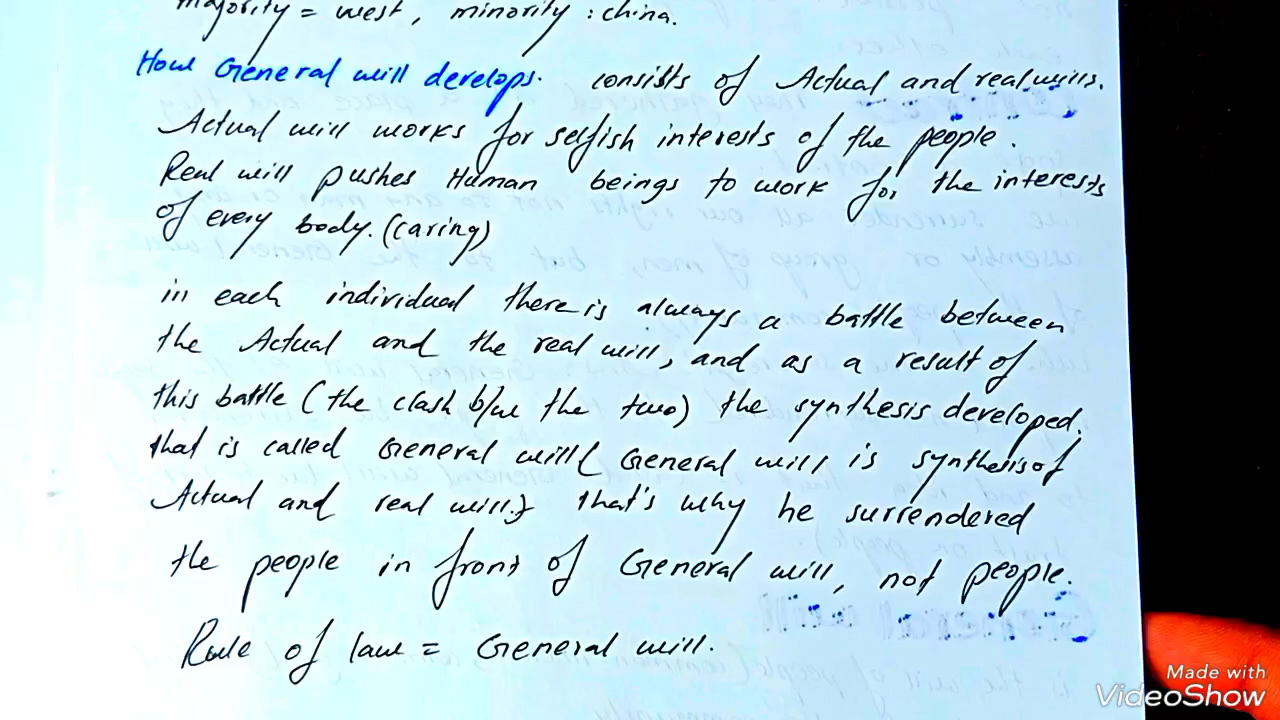 majority = west, minority : china.
How General will develops. consists of Actual and real wills.
Actual will works for selfish interests of the people.
Real will pushes Human beings to work for the interests
of every body. (caring)
in each individual there is always a battle between
the Actual and the real will, and as a result of
this battle (the clash b/w the two) the synthesis developed.
that is called General will ( General will is synthesis of
Actual and real will.} that's why he surrendered
the people in front of General will, not people.
Rule of law = General will.
Made with
VideoShow